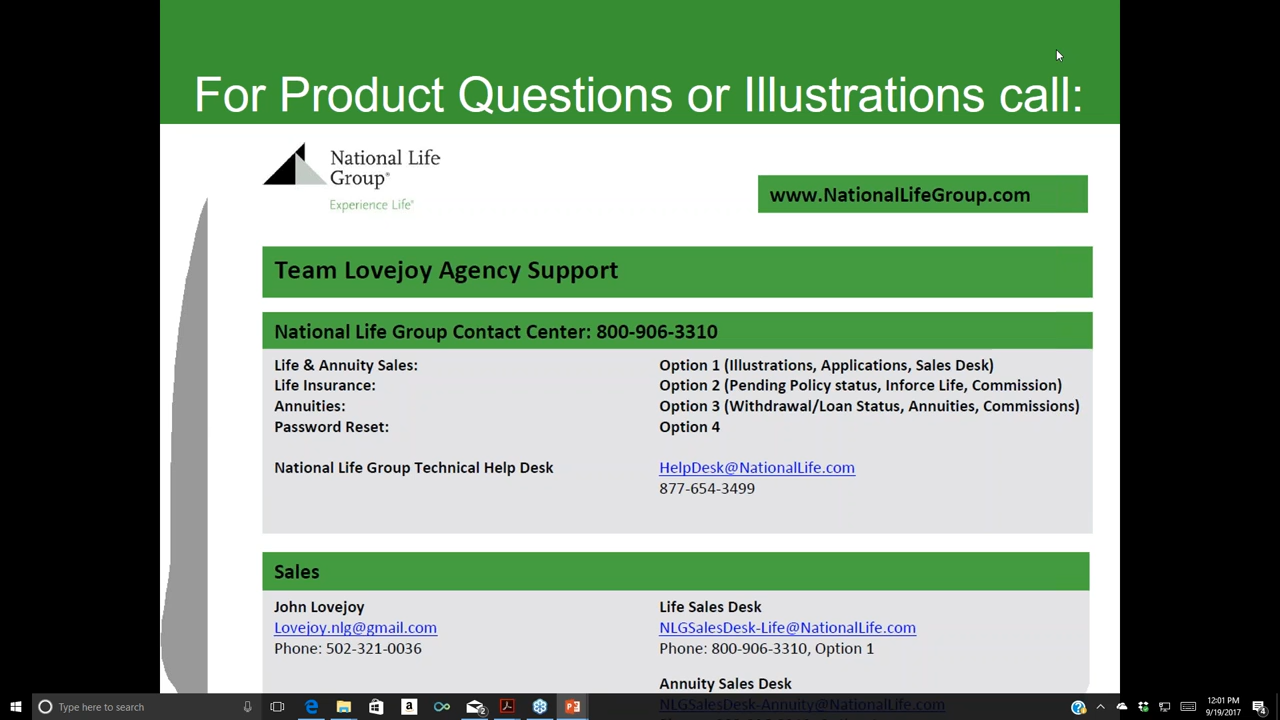 For Product Questions or Illustrations call:
National Life
Group®
Experience Life®
www.NationalLifeGroup.com
Team Lovejoy Agency Support
National Life Group Contact Center: 800-906-3310
Life & Annuity Sales: Option 1 (Illustrations, Applications, Sales Desk)
Life Insurance: Option 2 (Pending Policy status, Inforce Life, Commission)
Annuities: Option 3 (Withdrawal/Loan Status, Annuities, Commissions)
Password Reset: Option 4
National Life Group Technical Help Desk HelpDesk@NationalLife.com
877-654-3499
Sales
John Lovejoy Life Sales Desk
Lovejoy.nlg@gmail.com NLGSalesDesk-Life@NationalLife.com
Phone: 502-321-0036 Phone: 800-906-3310, Option 1
Annuity Sales Desk
NLGSalesDesk-Annuity@NationalLife.com
Type here to search
12:01 PM
9/19/2017